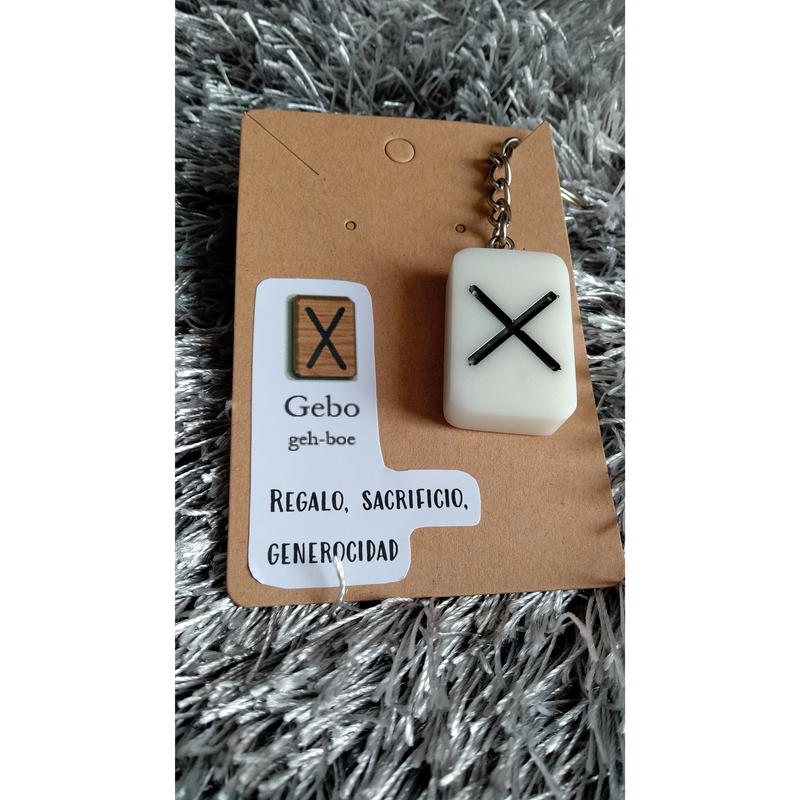 Gebo
geh-boe
REGALO, SACRIFICIO,
GENEROCIDAD